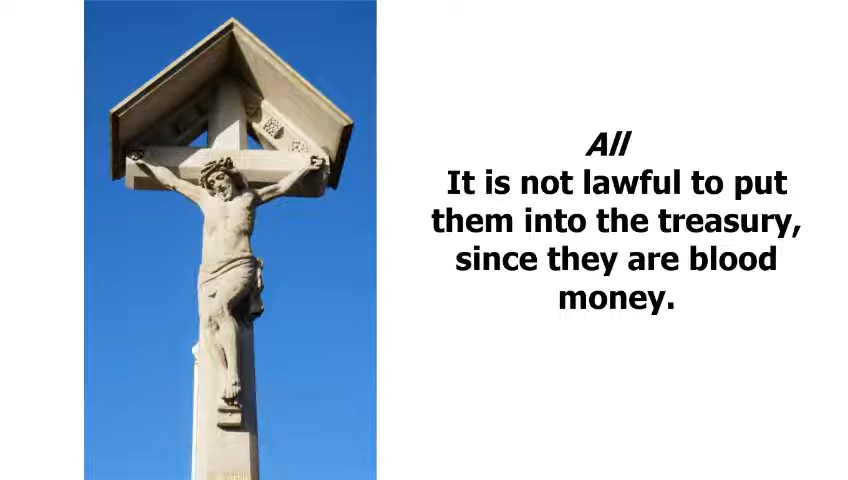 All
It is not lawful to put
them into the treasury,
since they are blood
money.